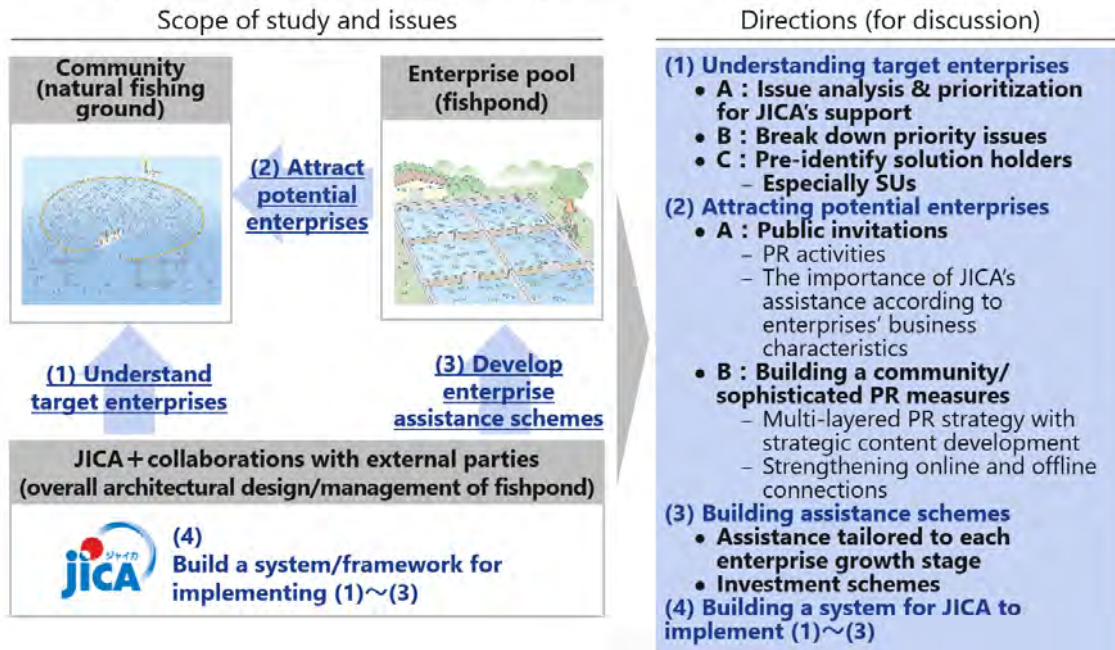 Scope of study and issues
Community
(natural fishing
ground)
Enterprise pool
(fishpond)
(2) Attract
potential
enterprises
(1) Understand
target enterprises
(3) Develop
enterprise
assistance schemes
JICA+collaborations with external parties
(overall architectural design/management of fishpond)
ジャイカ
JICA
(4)
Build a system/framework for
implementing (1)～(3)
Directions (for discussion)
(1) Understanding target enterprises
• A：Issue analysis & prioritization
for JICA's support
• B：Break down priority issues
• C：Pre-identify solution holders
– Especially SUs
(2) Attracting potential enterprises
• A：Public invitations
– PR activities
– The importance of JICA's
assistance according to
enterprises' business
characteristics
• B：Building a community/
sophisticated PR measures
– Multi-layered PR strategy with
strategic content development
– Strengthening online and offline
connections
(3) Building assistance schemes
• Assistance tailored to each
enterprise growth stage
• Investment schemes
(4) Building a system for JICA to
implement (1)～(3)